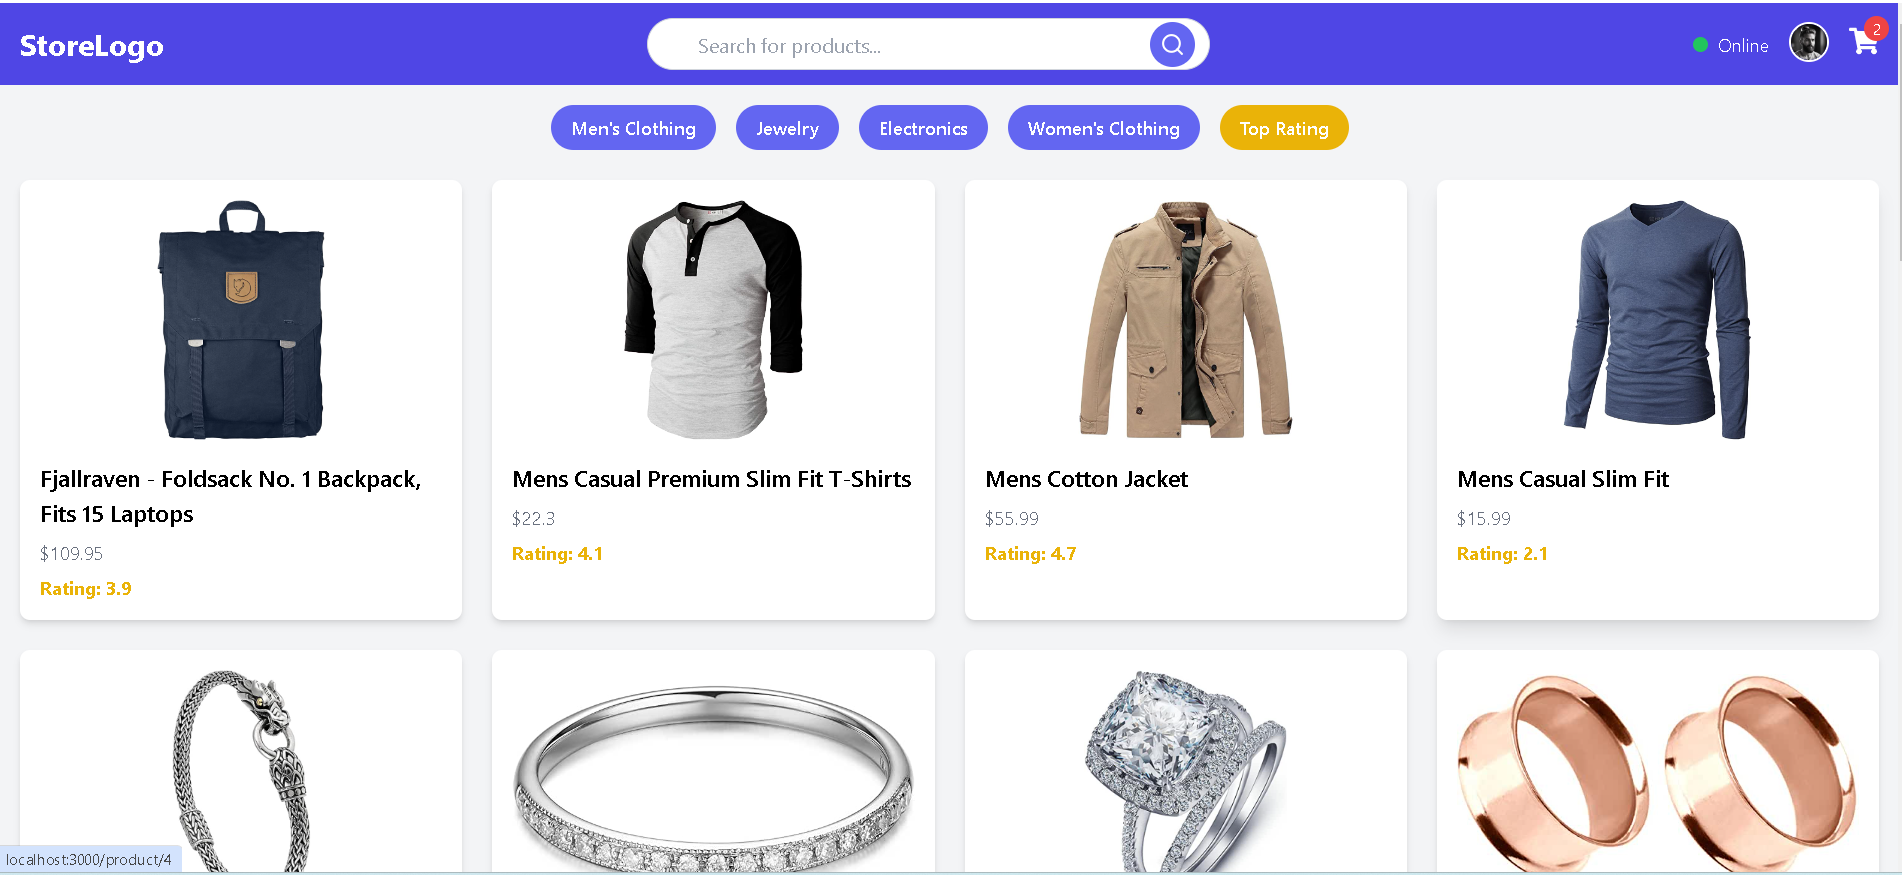 StoreLogo
Search for products...
Online
2
Men's Clothing
Jewelry
Electronics
Women's Clothing
Top Rating
Fjallraven - Foldsack No. 1 Backpack,
Fits 15 Laptops
$109.95
Rating: 3.9
Mens Casual Premium Slim Fit T-Shirts
$22.3
Rating: 4.1
Mens Cotton Jacket
$55.99
Rating: 4.7
Mens Casual Slim Fit
$15.99
Rating: 2.1
localhost:3000/product/4